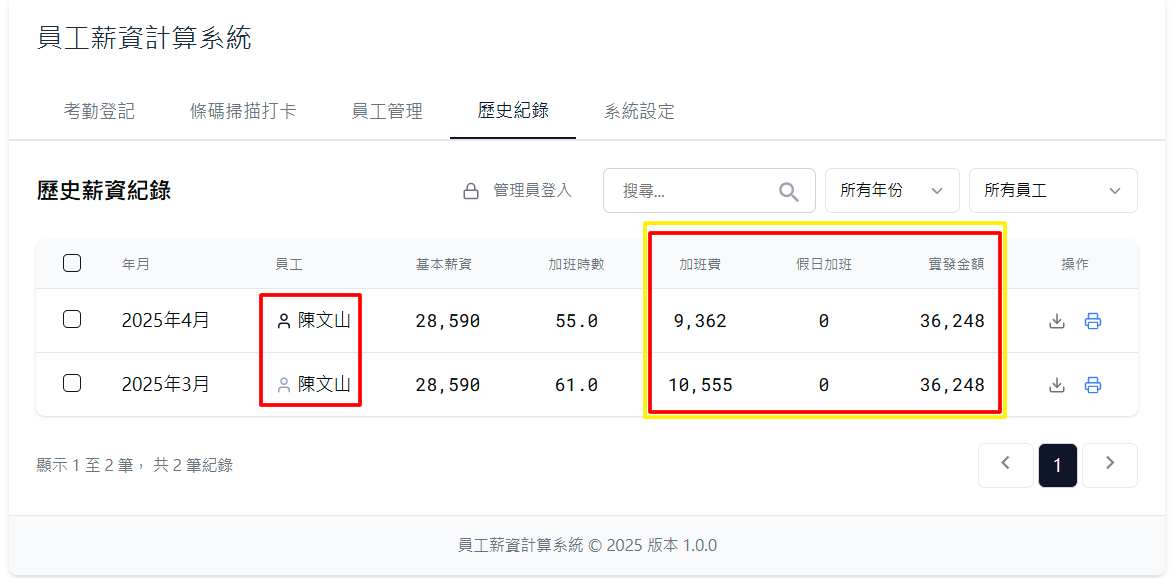 員工薪資計算系統
考勤登記 條碼掃描打卡 員工管理 歷史紀錄 系統設定
歷史薪資紀錄 管理員登入 搜尋... 所有年份 所有員工
年月 員工 基本薪資 加班時數 加班費 假日加班 實發金額 操作
2025年4月 陳文山 28,590 55.0 9,362 0 36,248
2025年3月 陳文山 28,590 61.0 10,555 0 36,248
顯示 1 至 2 筆， 共 2 筆紀錄 1
員工薪資計算系統 © 2025 版本 1.0.0